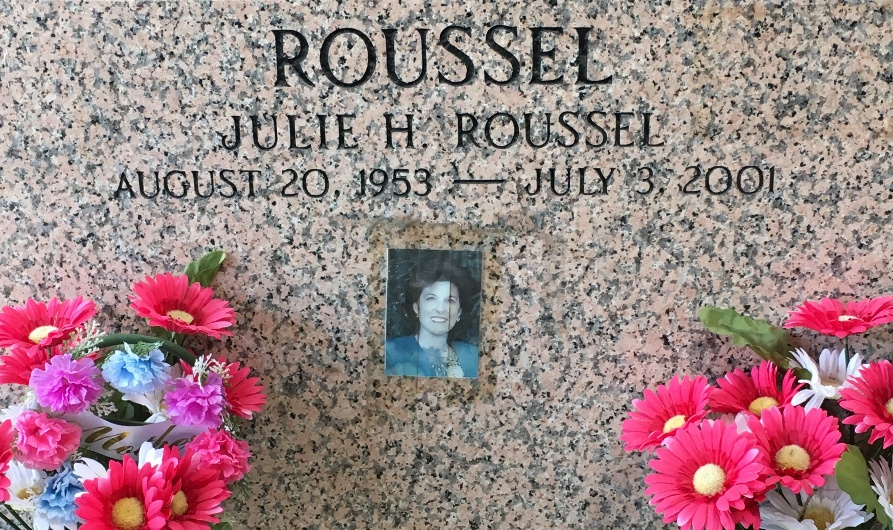 ROUSSEL
JULIE H. ROUSSEL
AUGUST 20, 1953 — JULY 3, 2001